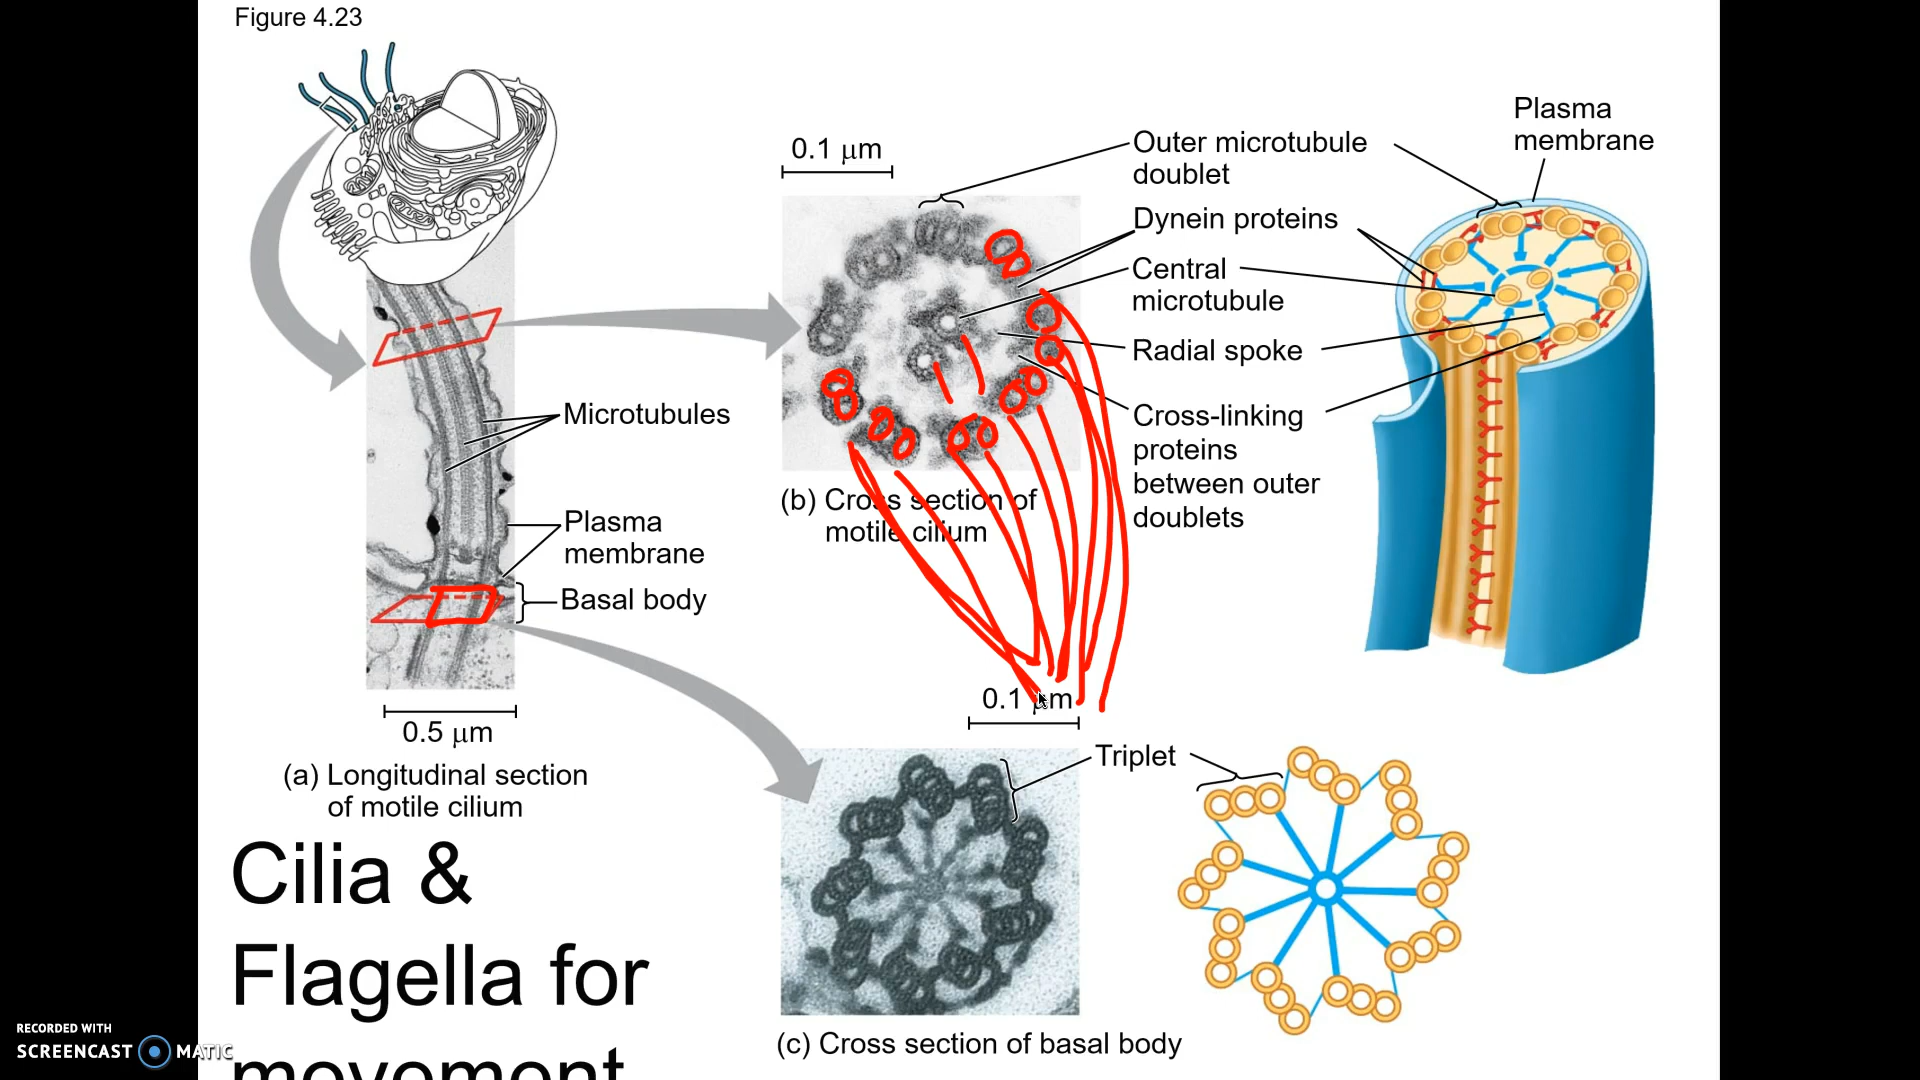 Figure 4.23
0.1 μm
Outer microtubule
doublet
Plasma
membrane
Dynein proteins
Central
microtubule
Radial spoke
Cross-linking
proteins
between outer
doublets
Microtubules
Plasma
membrane
Basal body
(b) Cross section of
motile cilium
0.5 μm
(a) Longitudinal section
of motile cilium
0.1 μm
Triplet
(c) Cross section of basal body
Cilia &
Flagella for
movement
RECORDED WITH
SCREENCAST MATIC